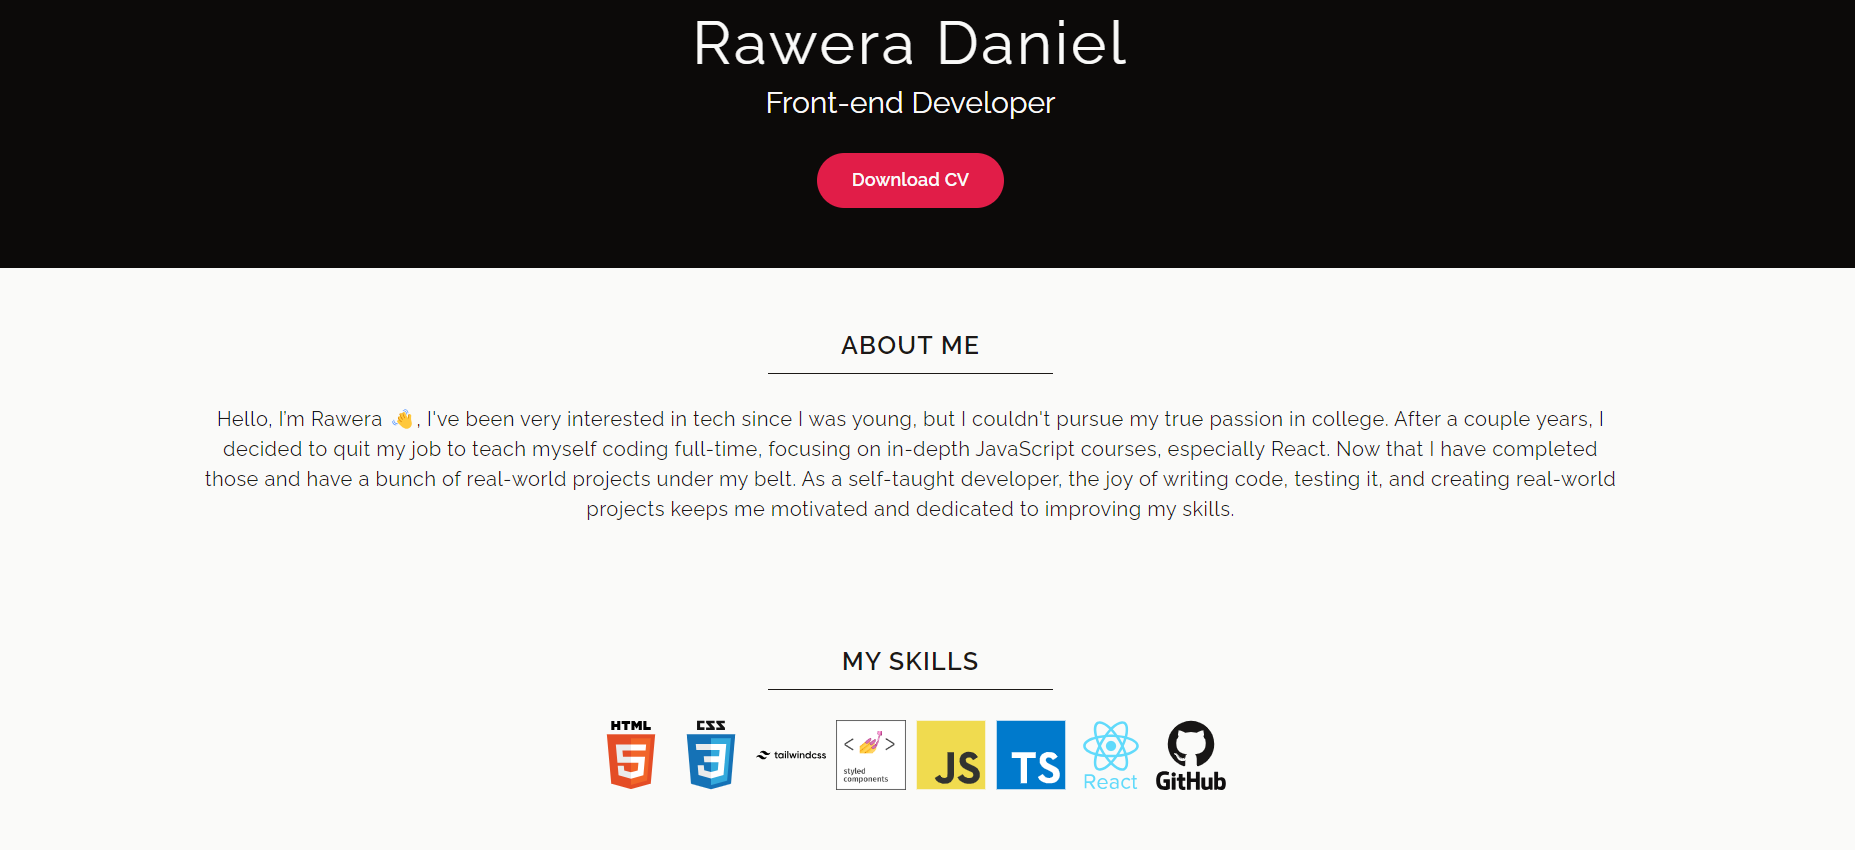 Rawera Daniel
Front-end Developer
Download CV
ABOUT ME
Hello, I’m Rawera 👋, I've been very interested in tech since I was young, but I couldn't pursue my true passion in college. After a couple years, I
decided to quit my job to teach myself coding full-time, focusing on in-depth JavaScript courses, especially React. Now that I have completed
those and have a bunch of real-world projects under my belt. As a self-taught developer, the joy of writing code, testing it, and creating real-world
projects keeps me motivated and dedicated to improving my skills.
MY SKILLS
HTML 5
CSS 3
tailwindcss
< > styled components
JS
TS
React
GitHub